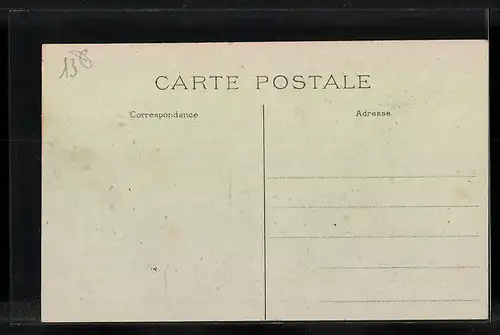 138
CARTE POSTALE
Correspondance
Adresse